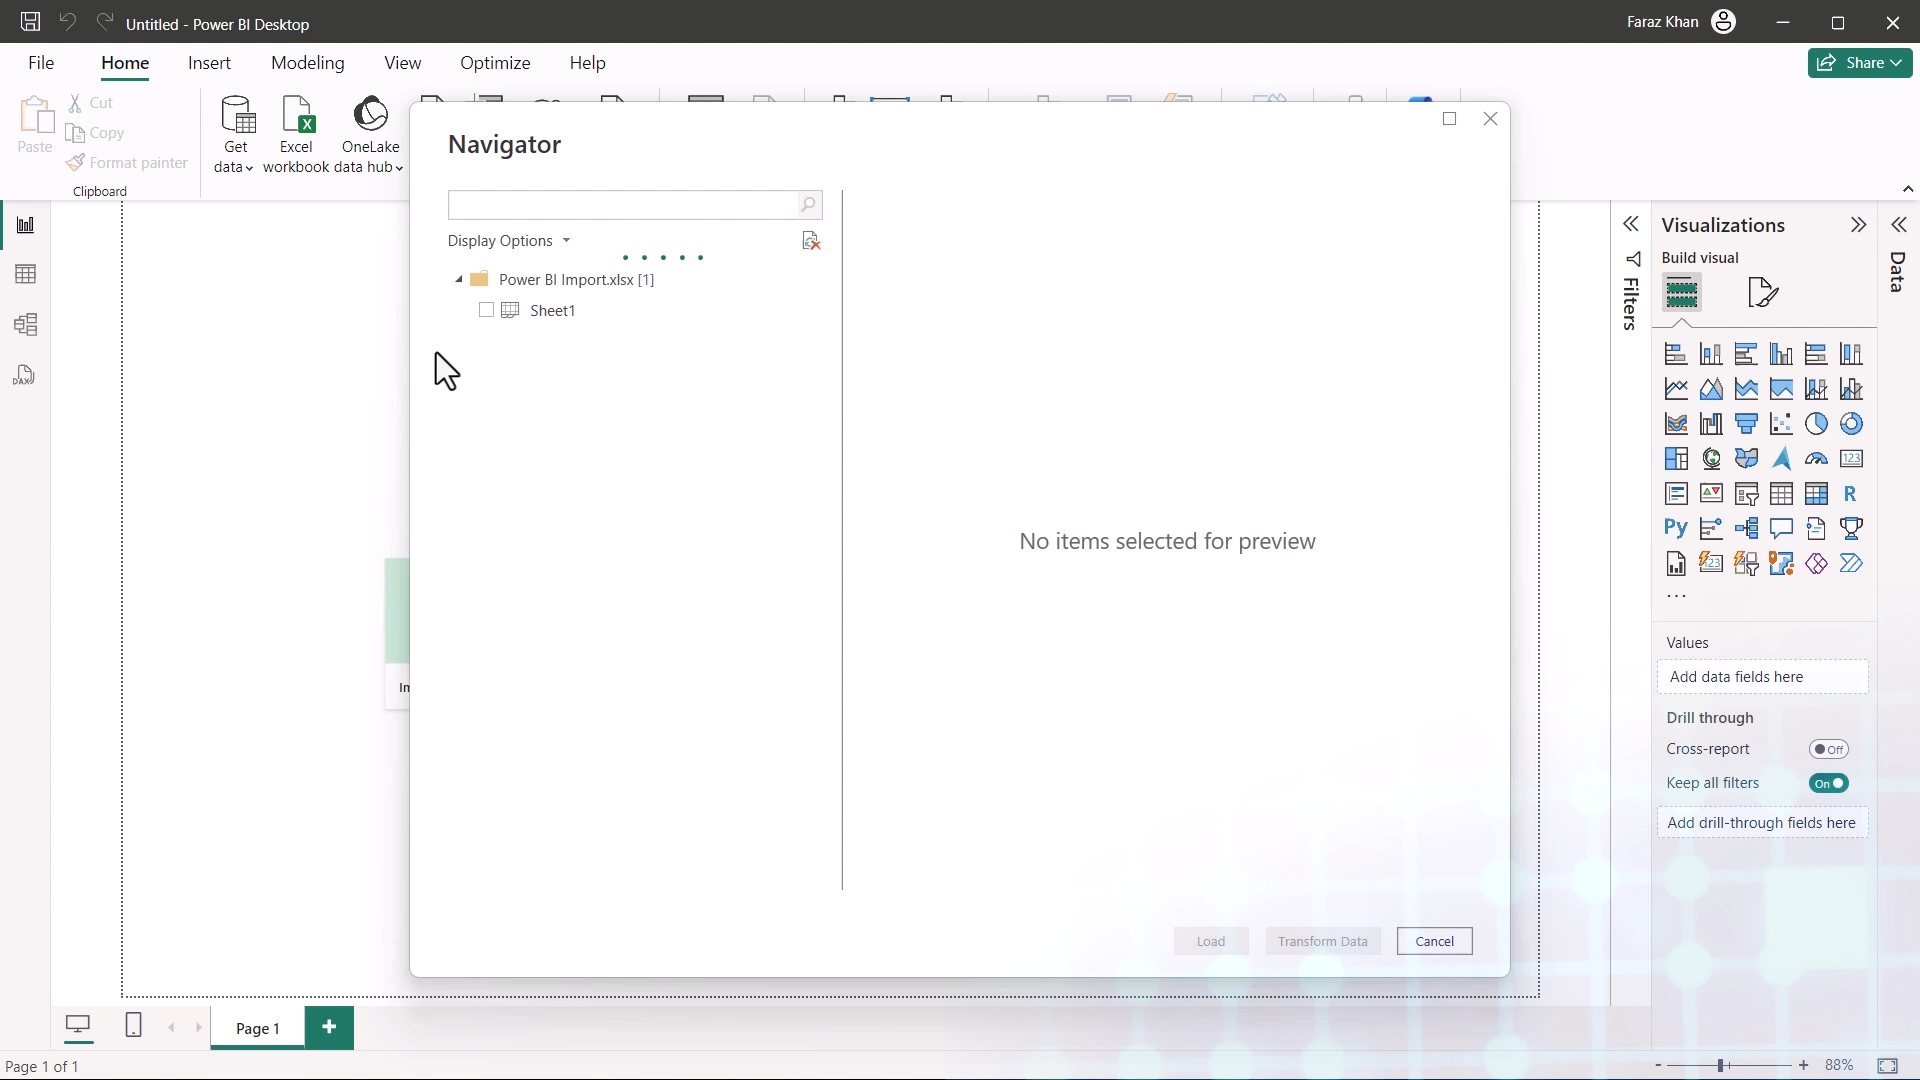 Untitled - Power BI Desktop
Faraz Khan
File Home Insert Modeling View Optimize Help
Share
Paste
Cut
Copy
Format painter
Clipboard
Get data
Excel workbook
OneLake data hub
Navigator
Display Options
Power BI Import.xlsx [1]
Sheet1
No items selected for preview
Load
Transform Data
Cancel
Filters
Visualizations
Build visual
Data
123
R
Py
123
...
Values
Add data fields here
Drill through
Cross-report
Off
Keep all filters
On
Add drill-through fields here
DAX
Page 1
+
Page 1 of 1
- + 88%